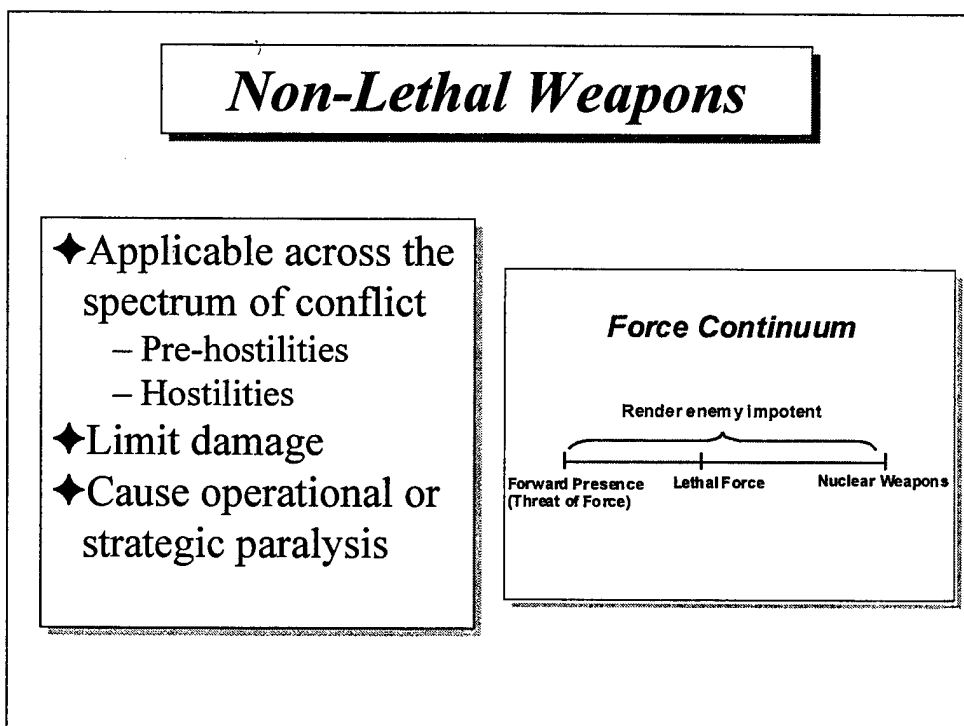 Non-Lethal Weapons
✦Applicable across the
spectrum of conflict
– Pre-hostilities
– Hostilities
✦Limit damage
✦Cause operational or
strategic paralysis
Force Continuum
Render enemy impotent
Forward Presence
(Threat of Force)
Lethal Force
Nuclear Weapons